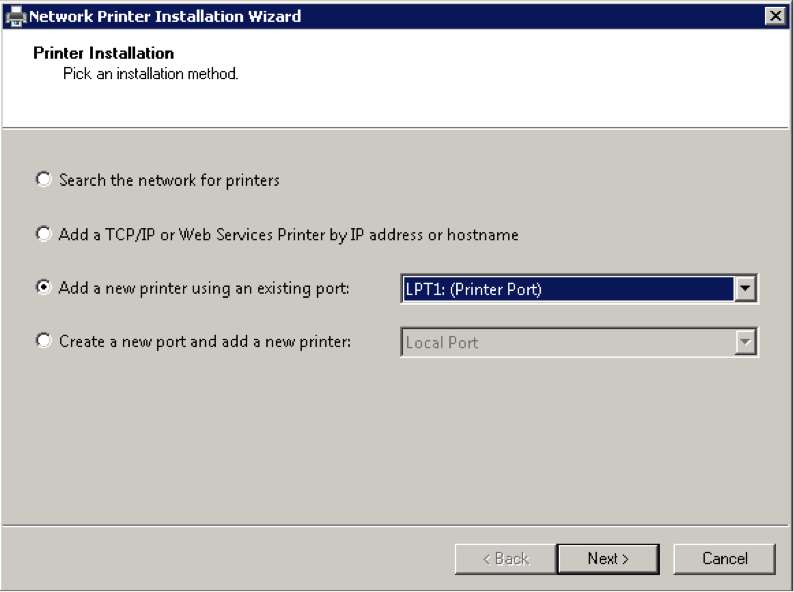 Network Printer Installation Wizard
Printer Installation
Pick an installation method.
Search the network for printers
Add a TCP/IP or Web Services Printer by IP address or hostname
Add a new printer using an existing port: LPT1: (Printer Port)
Create a new port and add a new printer: Local Port
< Back Next > Cancel